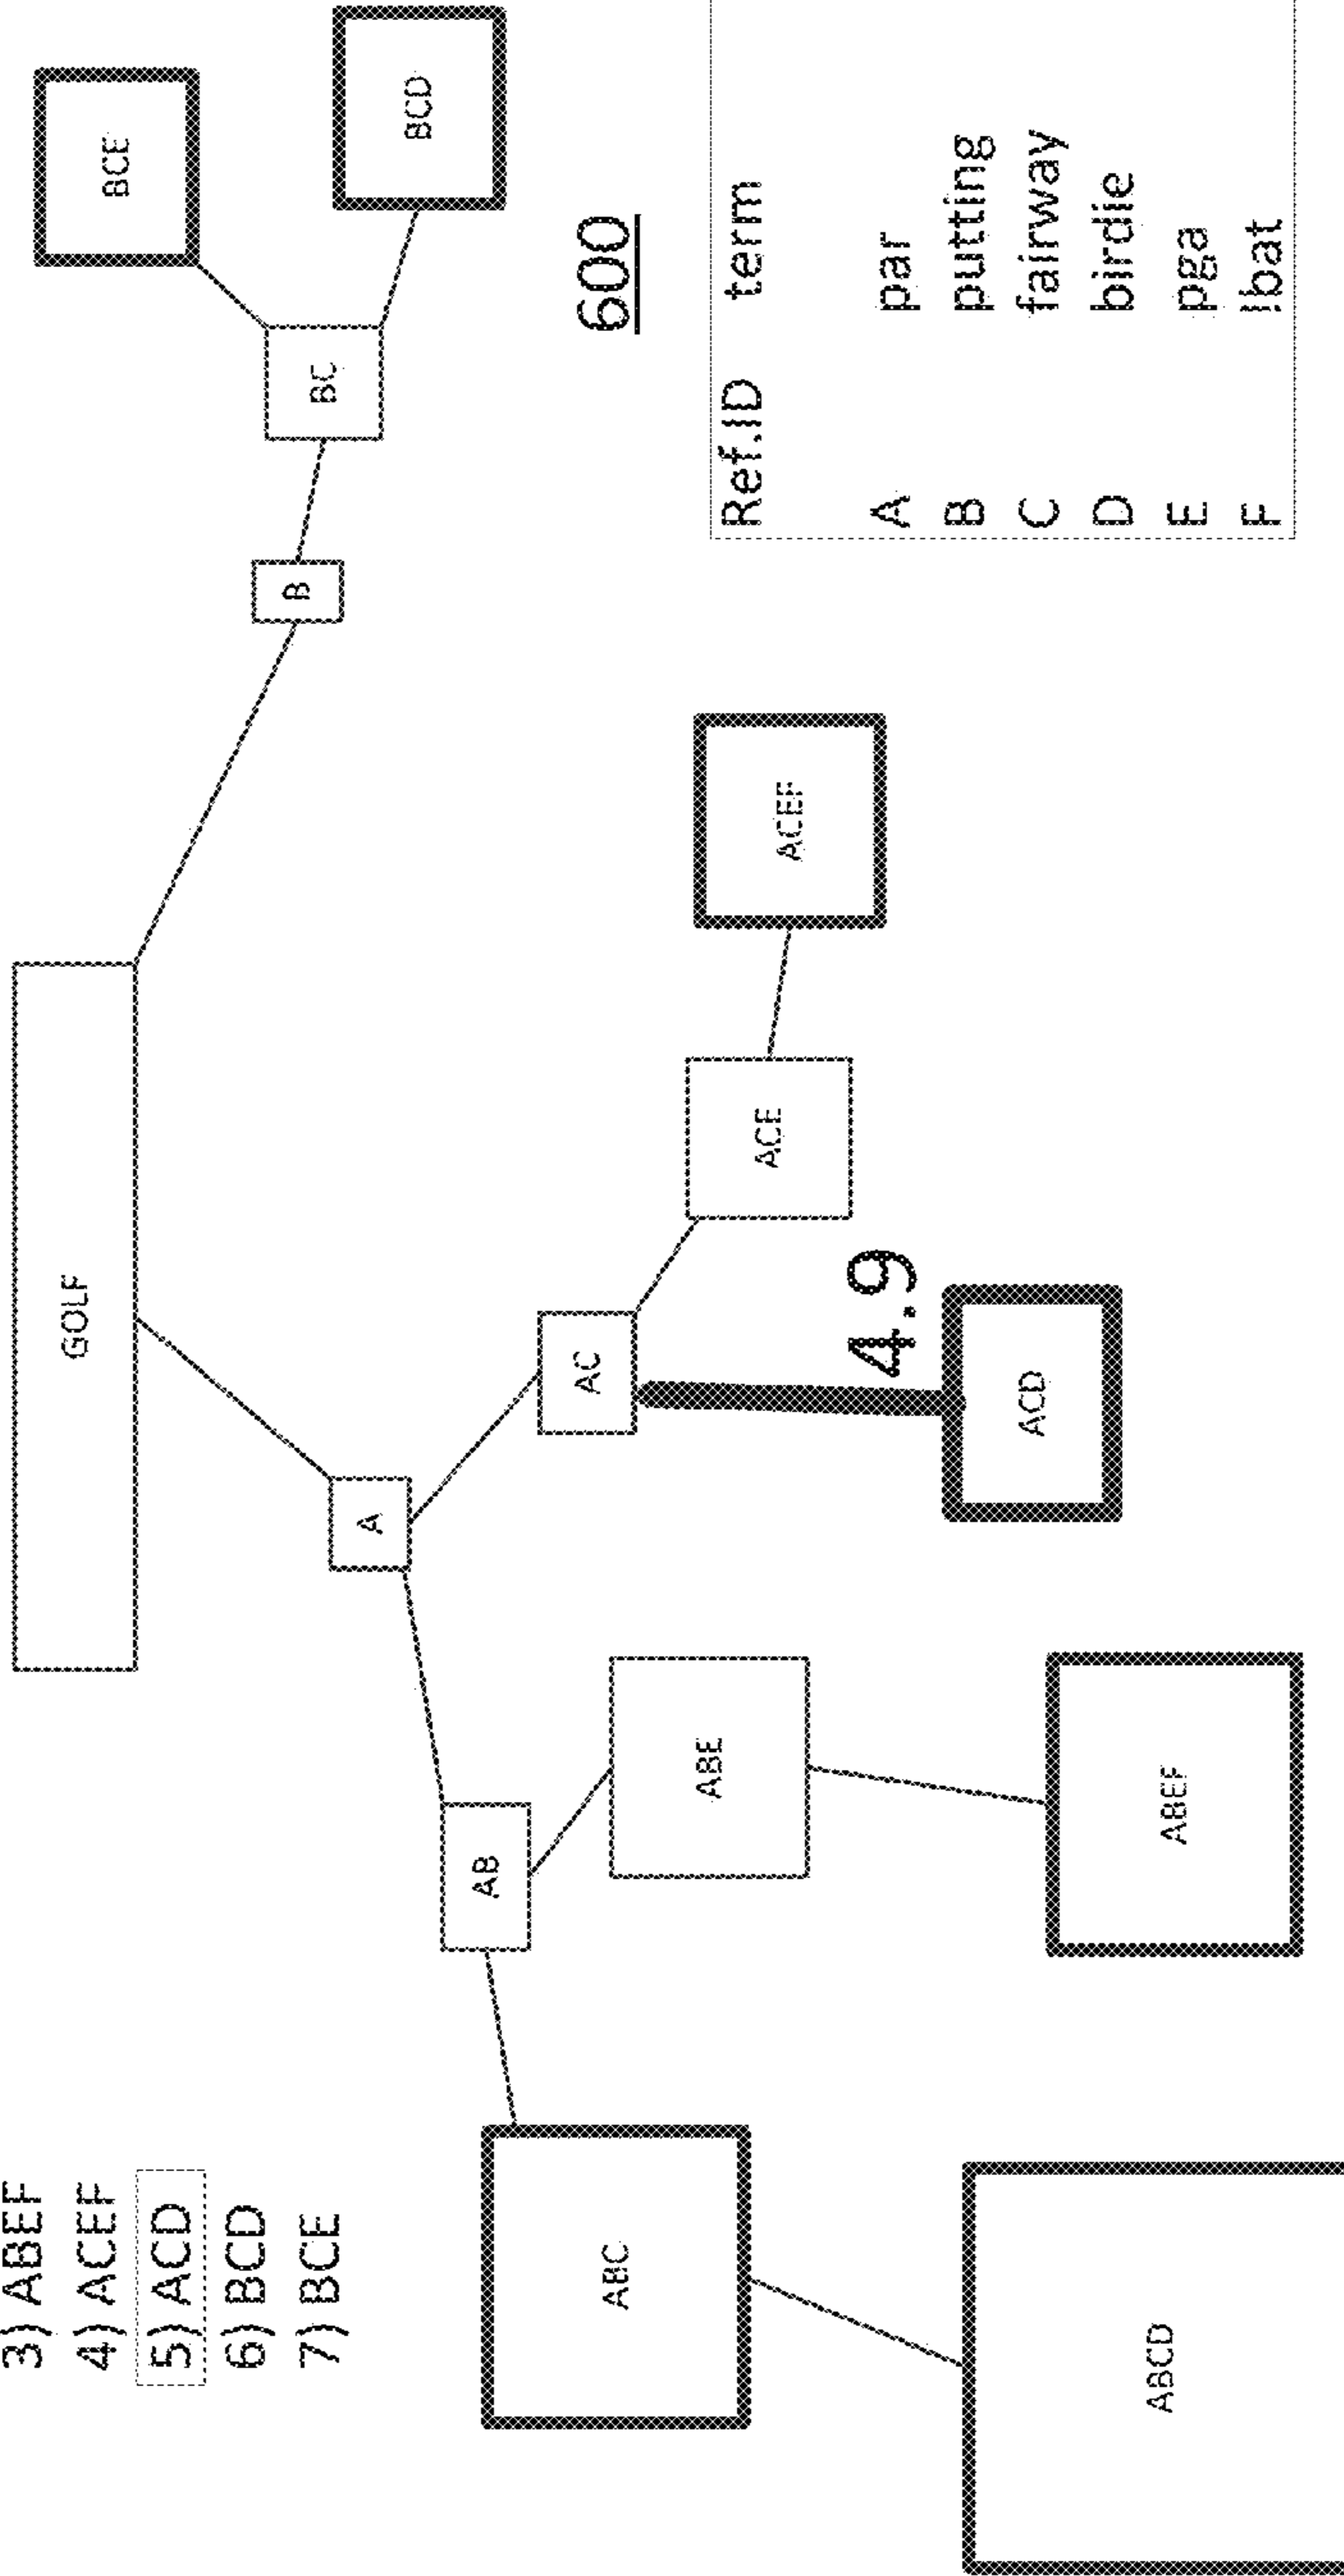 3) ABEF
4) ACEF
5) ACD
6) BCD
7) BCE
GOLF
A
B
AB
AC
BC
BCE
BCD
ABC
ABE
ACE
ACD
4.9
ACEF
ABEF
ABCD
600
Ref.ID term
A par
B putting
C fairway
D birdie
E pga
F !bat